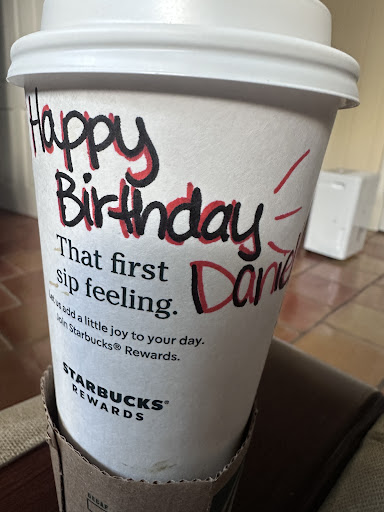 Happy
Birthday
Daniel
That first
sip feeling.
Let us add a little joy to your day.
Join Starbucks® Rewards.
STARBUCKS®
REWARDS